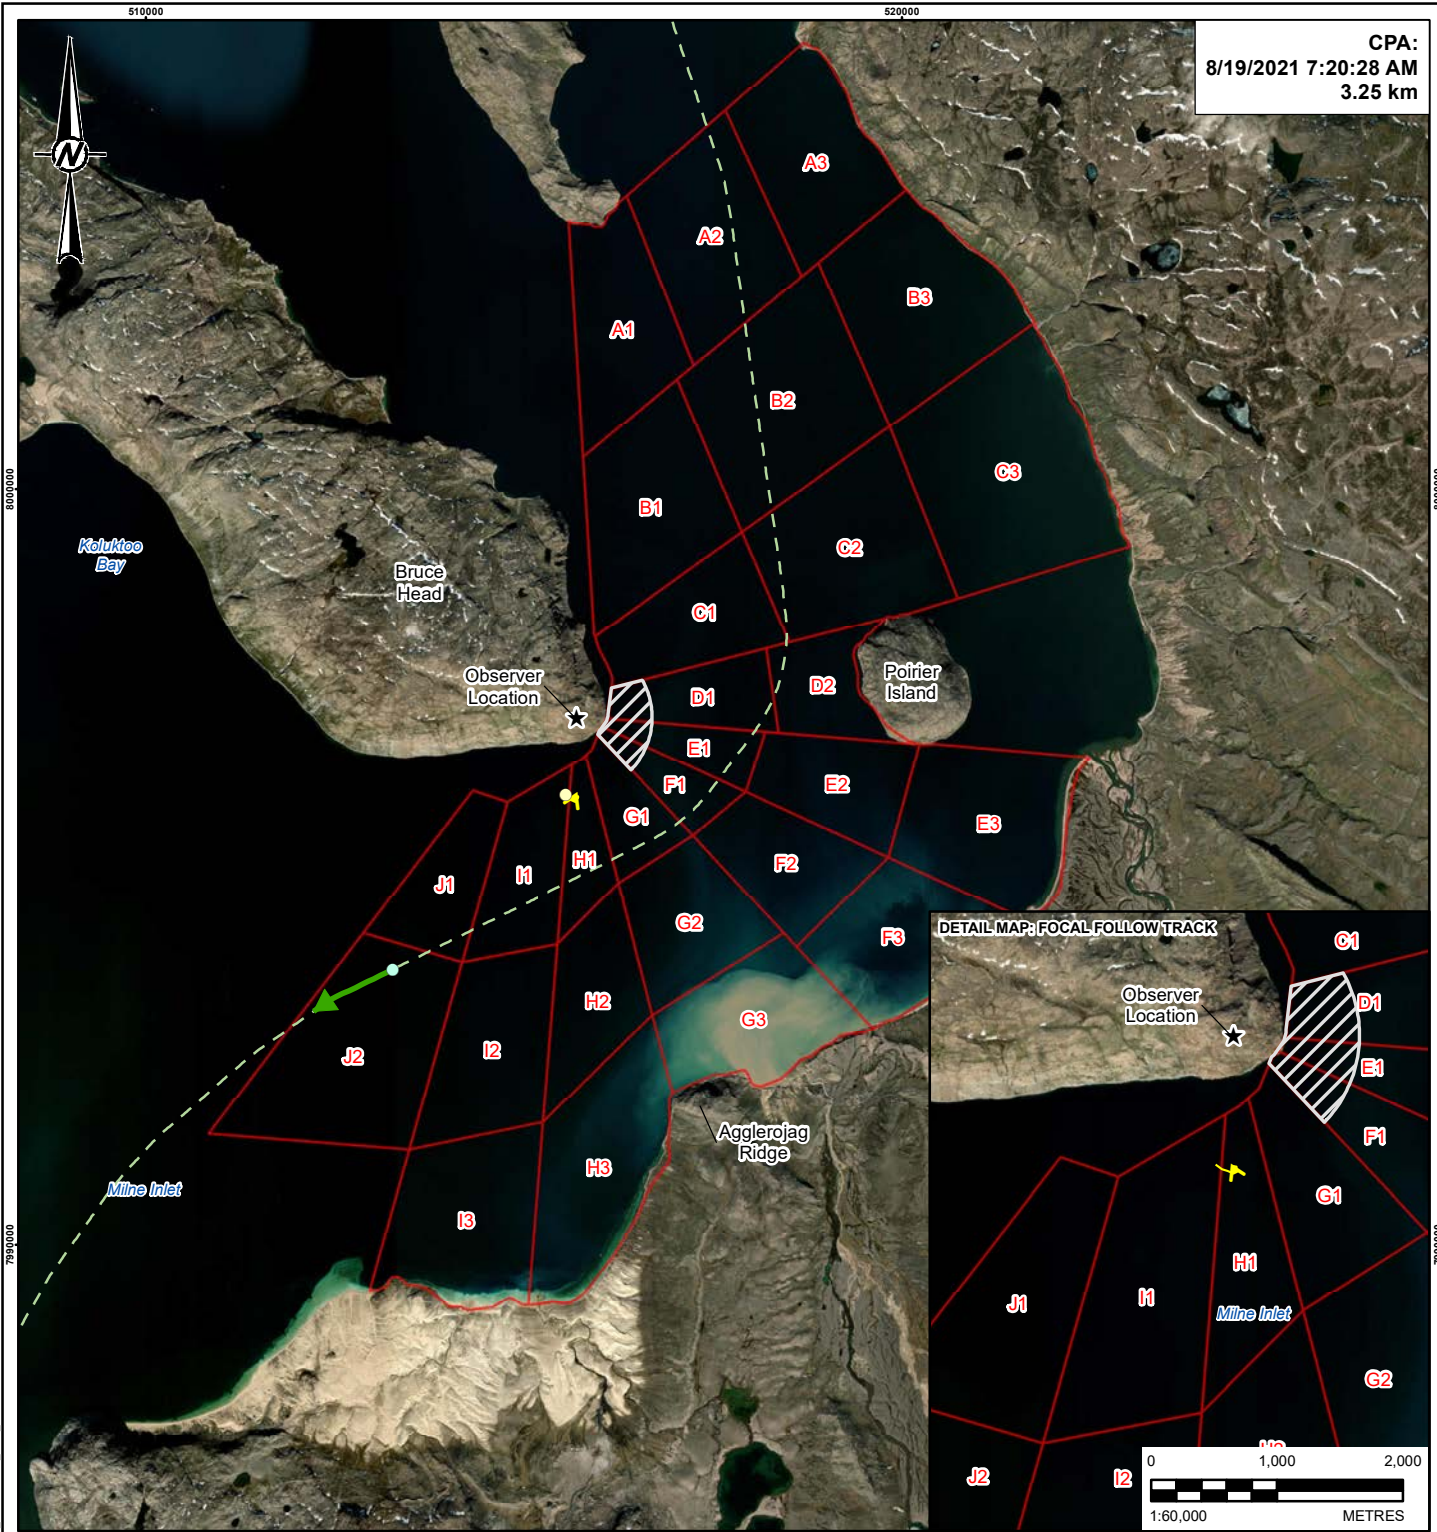 510000
520000
CPA:
8/19/2021 7:20:28 AM
3.25 km
N
A3
A2
B3
A1
B2
8000000
C3
B1
Koluktoo
Bay
C2
Bruce
Head
C1
Observer
Location
Poirier
Island
D2
D1
E1
F1
E2
G1
E3
H1
F2
I1
J1
G2
F3
H2
G3
I2
J2
Agglerojag
Ridge
H3
Milne Inlet
I3
DETAIL MAP: FOCAL FOLLOW TRACK
C1
Observer
Location
D1
E1
F1
G1
H1
I1
J1
Milne Inlet
G2
J2
I2
0 1,000 2,000
1:60,000 METRES